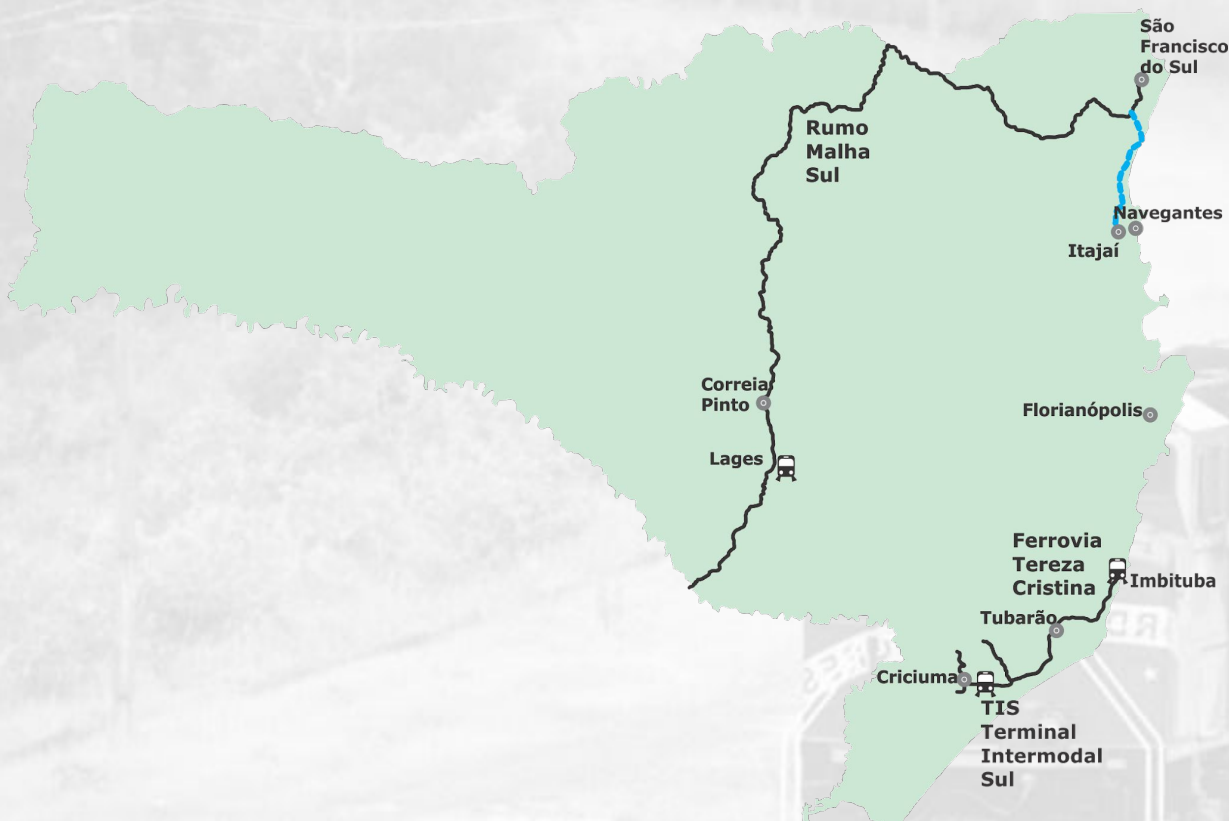 São
Francisco
do Sul
Rumo
Malha
Sul
Navegantes
Itajaí
Correia
Pinto
Florianópolis
Lages
Ferrovia
Tereza
Cristina
Imbituba
Tubarão
Criciuma
TIS
Terminal
Intermodal
Sul